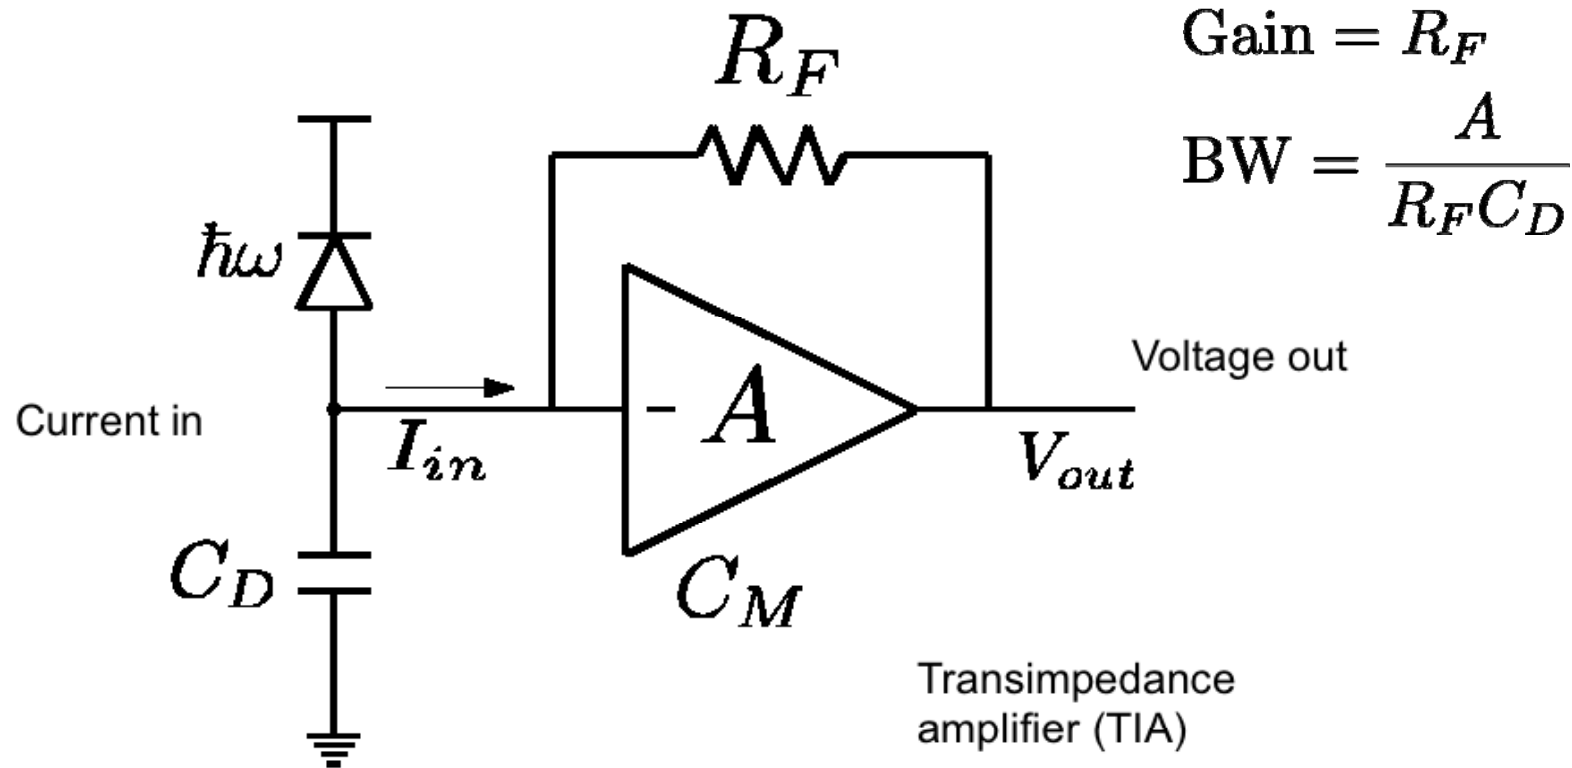 R_F
Gain = R_F
BW = A / R_F C_D
ħω
Voltage out
Current in
I_in
− A
V_out
C_D
C_M
Transimpedance
amplifier (TIA)